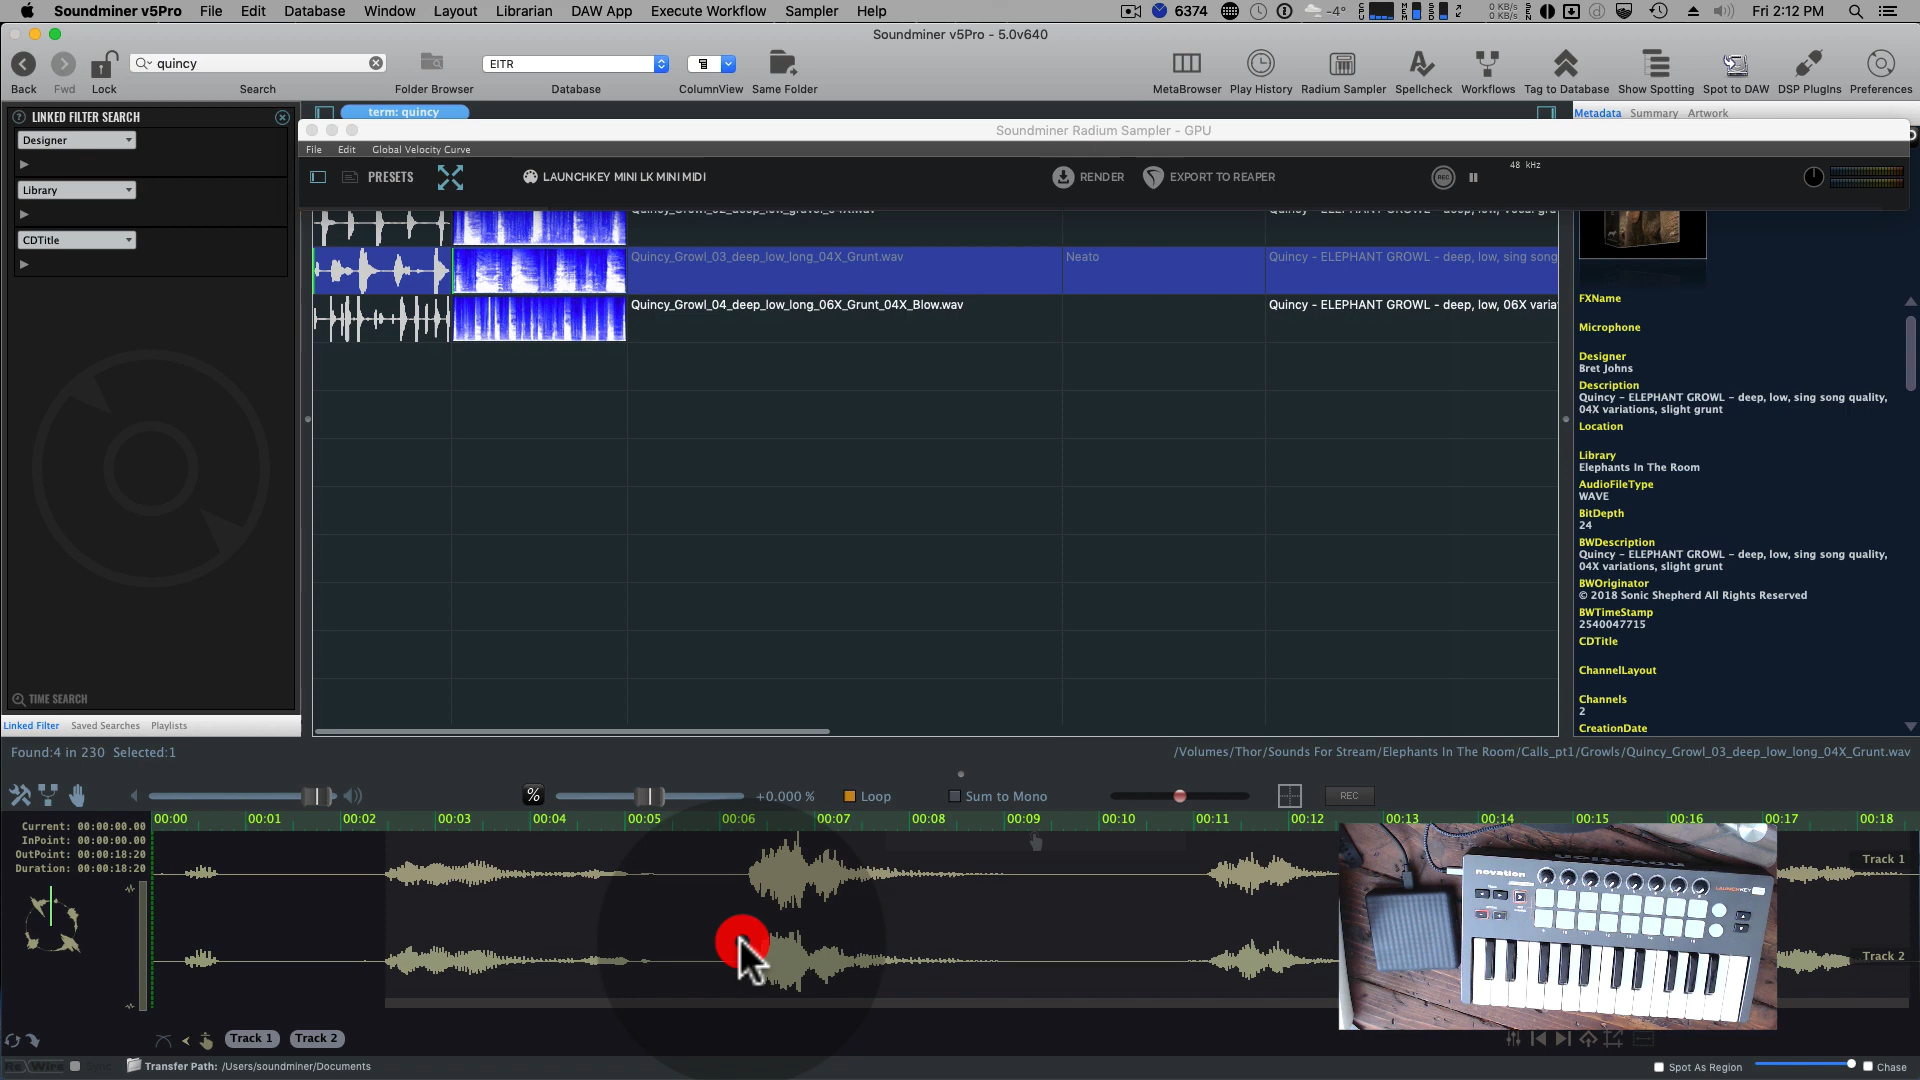 Soundminer v5Pro File Edit Database Window Layout Librarian DAW App Execute Workflow Sampler Help 6374 -4° 0 KB/s 0 KB/s Fri 2:12 PM
Soundminer v5Pro - 5.0v640
quincy EITR
Back Fwd Lock Search Folder Browser Database ColumnView Same Folder MetaBrowser Play History Radium Sampler Spellcheck Workflows Tag to Database Show Spotting Spot to DAW DSP PlugIns Preferences
LINKED FILTER SEARCH
Designer
Library
CDTitle
TIME SEARCH
Linked Filter Saved Searches Playlists
term: quincy
Soundminer Radium Sampler - GPU
File Edit Global Velocity Curve
PRESETS LAUNCHKEY MINI LK MINI MIDI RENDER EXPORT TO REAPER REC 48 kHz
Quincy_Growl_03_deep_low_long_04X_Grunt.wav Neato Quincy - ELEPHANT GROWL - deep, low, sing song
Quincy_Growl_04_deep_low_long_06X_Grunt_04X_Blow.wav Quincy - ELEPHANT GROWL - deep, low, 06X varia
Metadata Summary Artwork
FXName
Microphone
Designer
Bret Johns
Description
Quincy - ELEPHANT GROWL - deep, low, sing song quality,
04X variations, slight grunt
Location
Library
Elephants In The Room
AudioFileType
WAVE
BitDepth
24
BWDescription
Quincy - ELEPHANT GROWL - deep, low, sing song quality,
04X variations, slight grunt
BWOriginator
© 2018 Sonic Shepherd All Rights Reserved
BWTimeStamp
2540047715
CDTitle
ChannelLayout
Channels
2
CreationDate
Found:4 in 230 Selected:1 /Volumes/Thor/Sounds For Stream/Elephants In The Room/Calls_pt1/Growls/Quincy_Growl_03_deep_low_long_04X_Grunt.wav
% +0.000 % Loop Sum to Mono REC
00:00 00:01 00:02 00:03 00:04 00:05 00:06 00:07 00:08 00:09 00:10 00:11 00:12 00:13 00:14 00:15 00:16 00:17 00:18
Current: 00:00:00.00
InPoint: 00:00:00.00
OutPoint: 00:00:18:20
Duration: 00:00:18:20
Track 1
Track 2
novation
LAUNCHKEY
Track 1 Track 2
Transfer Path: /Users/soundminer/Documents Spot As Region Chase